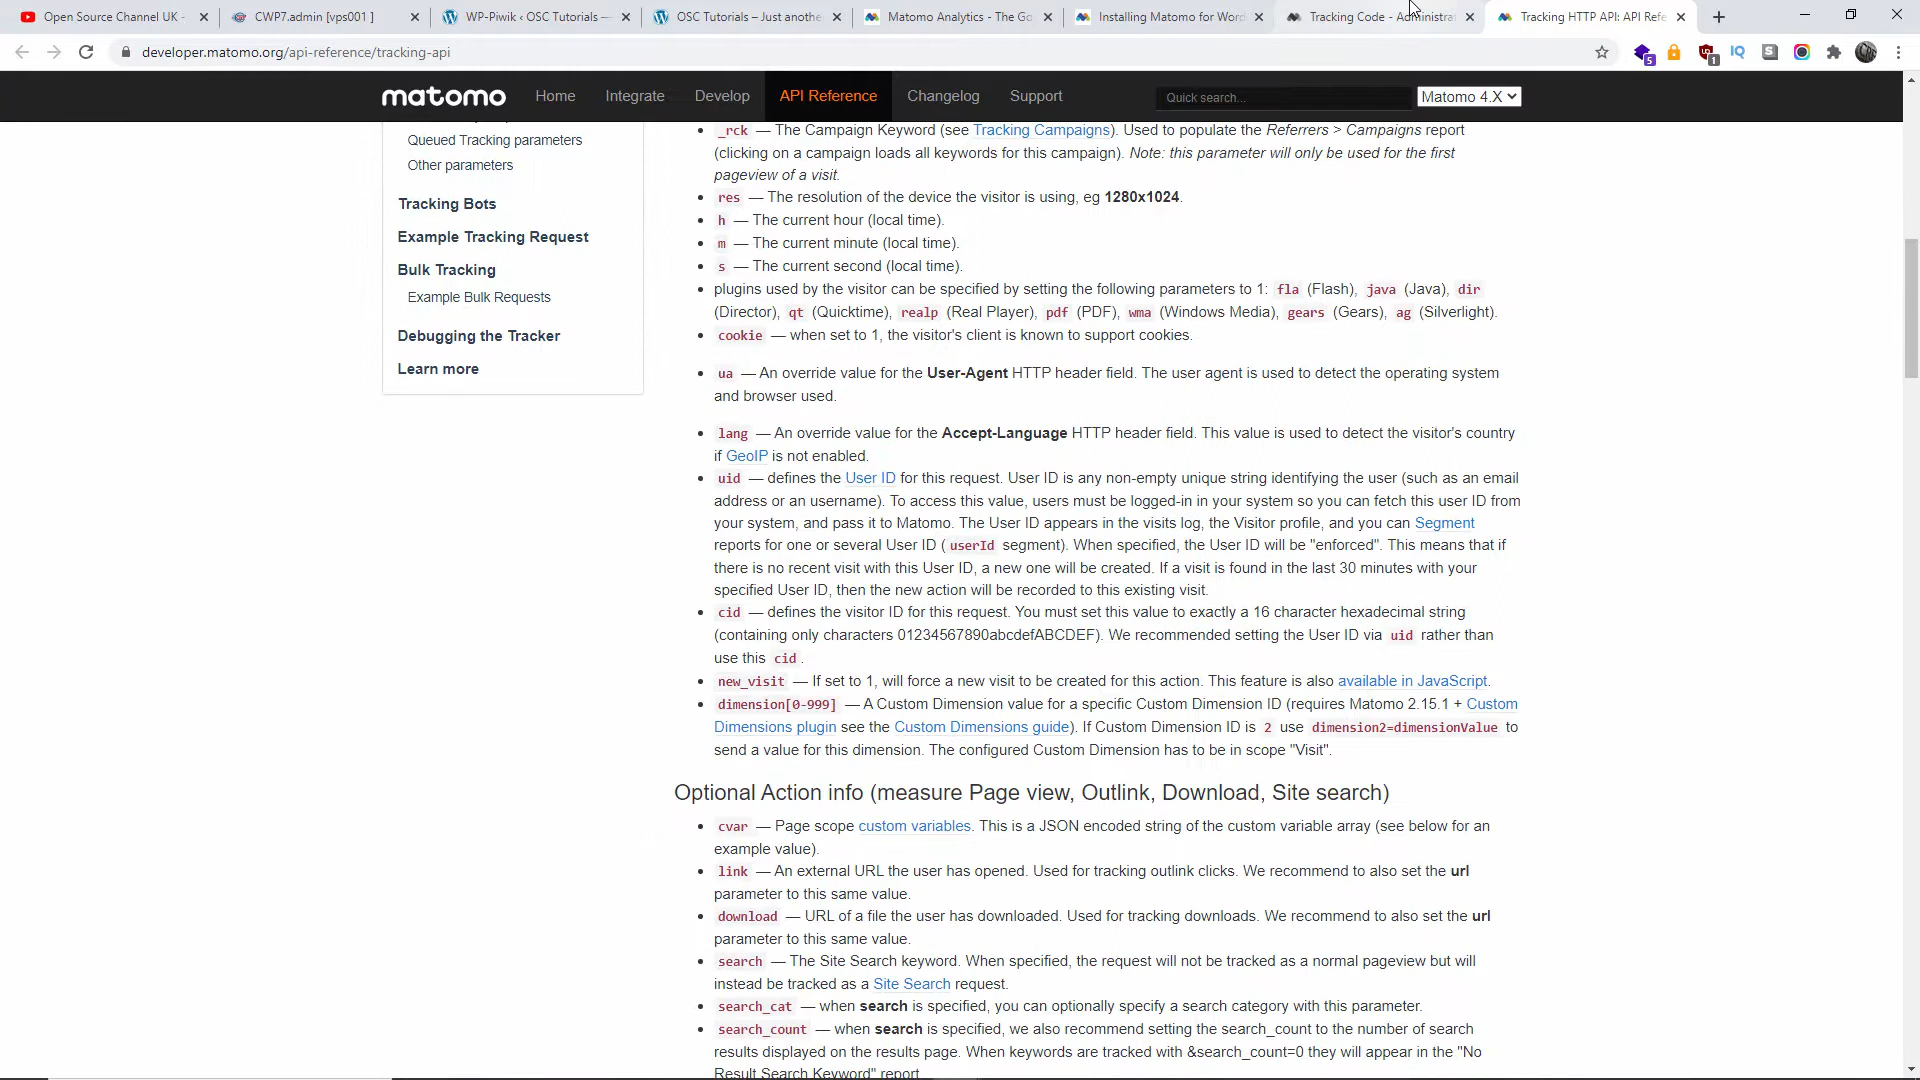 Open Source Channel UK -
CWP7.admin [vps001 ]
WP-Piwik ‹ OSC Tutorials —
OSC Tutorials – Just anothe
Matomo Analytics - The Go
Installing Matomo for Word
Tracking Code - Administra
Tracking HTTP API: API Refe
developer.matomo.org/api-reference/tracking-api
5
1
matomo
Home
Integrate
Develop
API Reference
Changelog
Support
Quick search...
Matomo 4.X
Queued Tracking parameters
Other parameters
Tracking Bots
Example Tracking Request
Bulk Tracking
Example Bulk Requests
Debugging the Tracker
Learn more
_rck — The Campaign Keyword (see Tracking Campaigns). Used to populate the Referrers > Campaigns report
(clicking on a campaign loads all keywords for this campaign). Note: this parameter will only be used for the first
pageview of a visit.
res — The resolution of the device the visitor is using, eg 1280x1024.
h — The current hour (local time).
m — The current minute (local time).
s — The current second (local time).
plugins used by the visitor can be specified by setting the following parameters to 1: fla (Flash), java (Java), dir
(Director), qt (Quicktime), realp (Real Player), pdf (PDF), wma (Windows Media), gears (Gears), ag (Silverlight).
cookie — when set to 1, the visitor's client is known to support cookies.
ua — An override value for the User-Agent HTTP header field. The user agent is used to detect the operating system
and browser used.
lang — An override value for the Accept-Language HTTP header field. This value is used to detect the visitor's country
if GeoIP is not enabled.
uid — defines the User ID for this request. User ID is any non-empty unique string identifying the user (such as an email
address or an username). To access this value, users must be logged-in in your system so you can fetch this user ID from
your system, and pass it to Matomo. The User ID appears in the visits log, the Visitor profile, and you can Segment
reports for one or several User ID ( userId segment). When specified, the User ID will be "enforced". This means that if
there is no recent visit with this User ID, a new one will be created. If a visit is found in the last 30 minutes with your
specified User ID, then the new action will be recorded to this existing visit.
cid — defines the visitor ID for this request. You must set this value to exactly a 16 character hexadecimal string
(containing only characters 01234567890abcdefABCDEF). We recommended setting the User ID via uid rather than
use this cid .
new_visit — If set to 1, will force a new visit to be created for this action. This feature is also available in JavaScript.
dimension[0-999] — A Custom Dimension value for a specific Custom Dimension ID (requires Matomo 2.15.1 + Custom
Dimensions plugin see the Custom Dimensions guide). If Custom Dimension ID is 2 use dimension2=dimensionValue to
send a value for this dimension. The configured Custom Dimension has to be in scope "Visit".
Optional Action info (measure Page view, Outlink, Download, Site search)
cvar — Page scope custom variables. This is a JSON encoded string of the custom variable array (see below for an
example value).
link — An external URL the user has opened. Used for tracking outlink clicks. We recommend to also set the url
parameter to this same value.
download — URL of a file the user has downloaded. Used for tracking downloads. We recommend to also set the url
parameter to this same value.
search — The Site Search keyword. When specified, the request will not be tracked as a normal pageview but will
instead be tracked as a Site Search request.
search_cat — when search is specified, you can optionally specify a search category with this parameter.
search_count — when search is specified, we also recommend setting the search_count to the number of search
results displayed on the results page. When keywords are tracked with &search_count=0 they will appear in the "No
Result Search Keyword" report